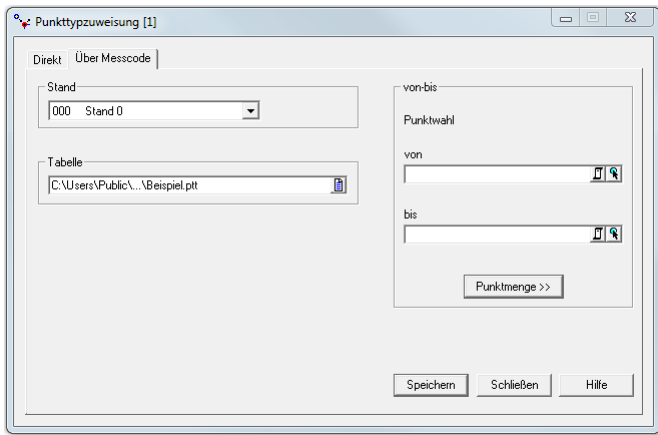 Punkttypzuweisung [1]
Direkt
Über Messcode
Stand
000 Stand 0
Tabelle
C:\Users\Public\...\Beispiel.ptt
von-bis
Punktwahl
von
bis
Punktmenge >>
Speichern
Schließen
Hilfe